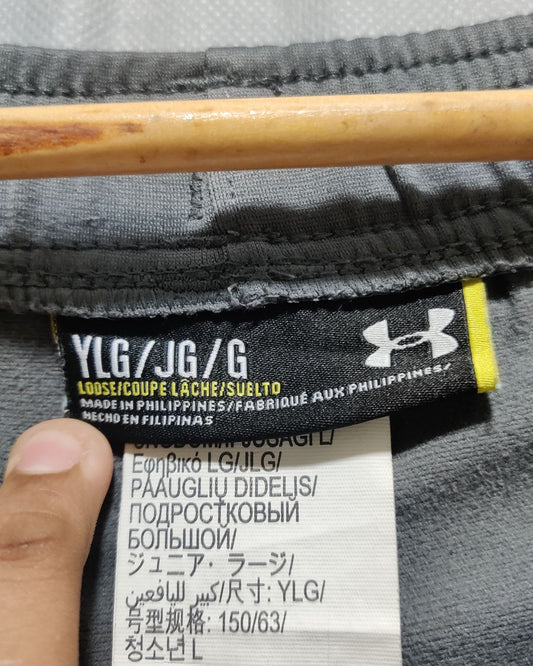 YLG/JG/G
LOOSE/COUPE LÂCHE/SUELTO
MADE IN PHILIPPINES/FABRIQUÉ AUX PHILIPPINES/
HECHO EN FILIPINAS
Εφηβικό LG/JLG/
PAAUGLIŲ DIDELIS/
ПОДРОСТКОВЫЙ
БОЛЬШОЙ/
ジュニア・ラージ/
كبير لليافعين/尺寸: YLG/
号型规格: 150/63/
청소년 L